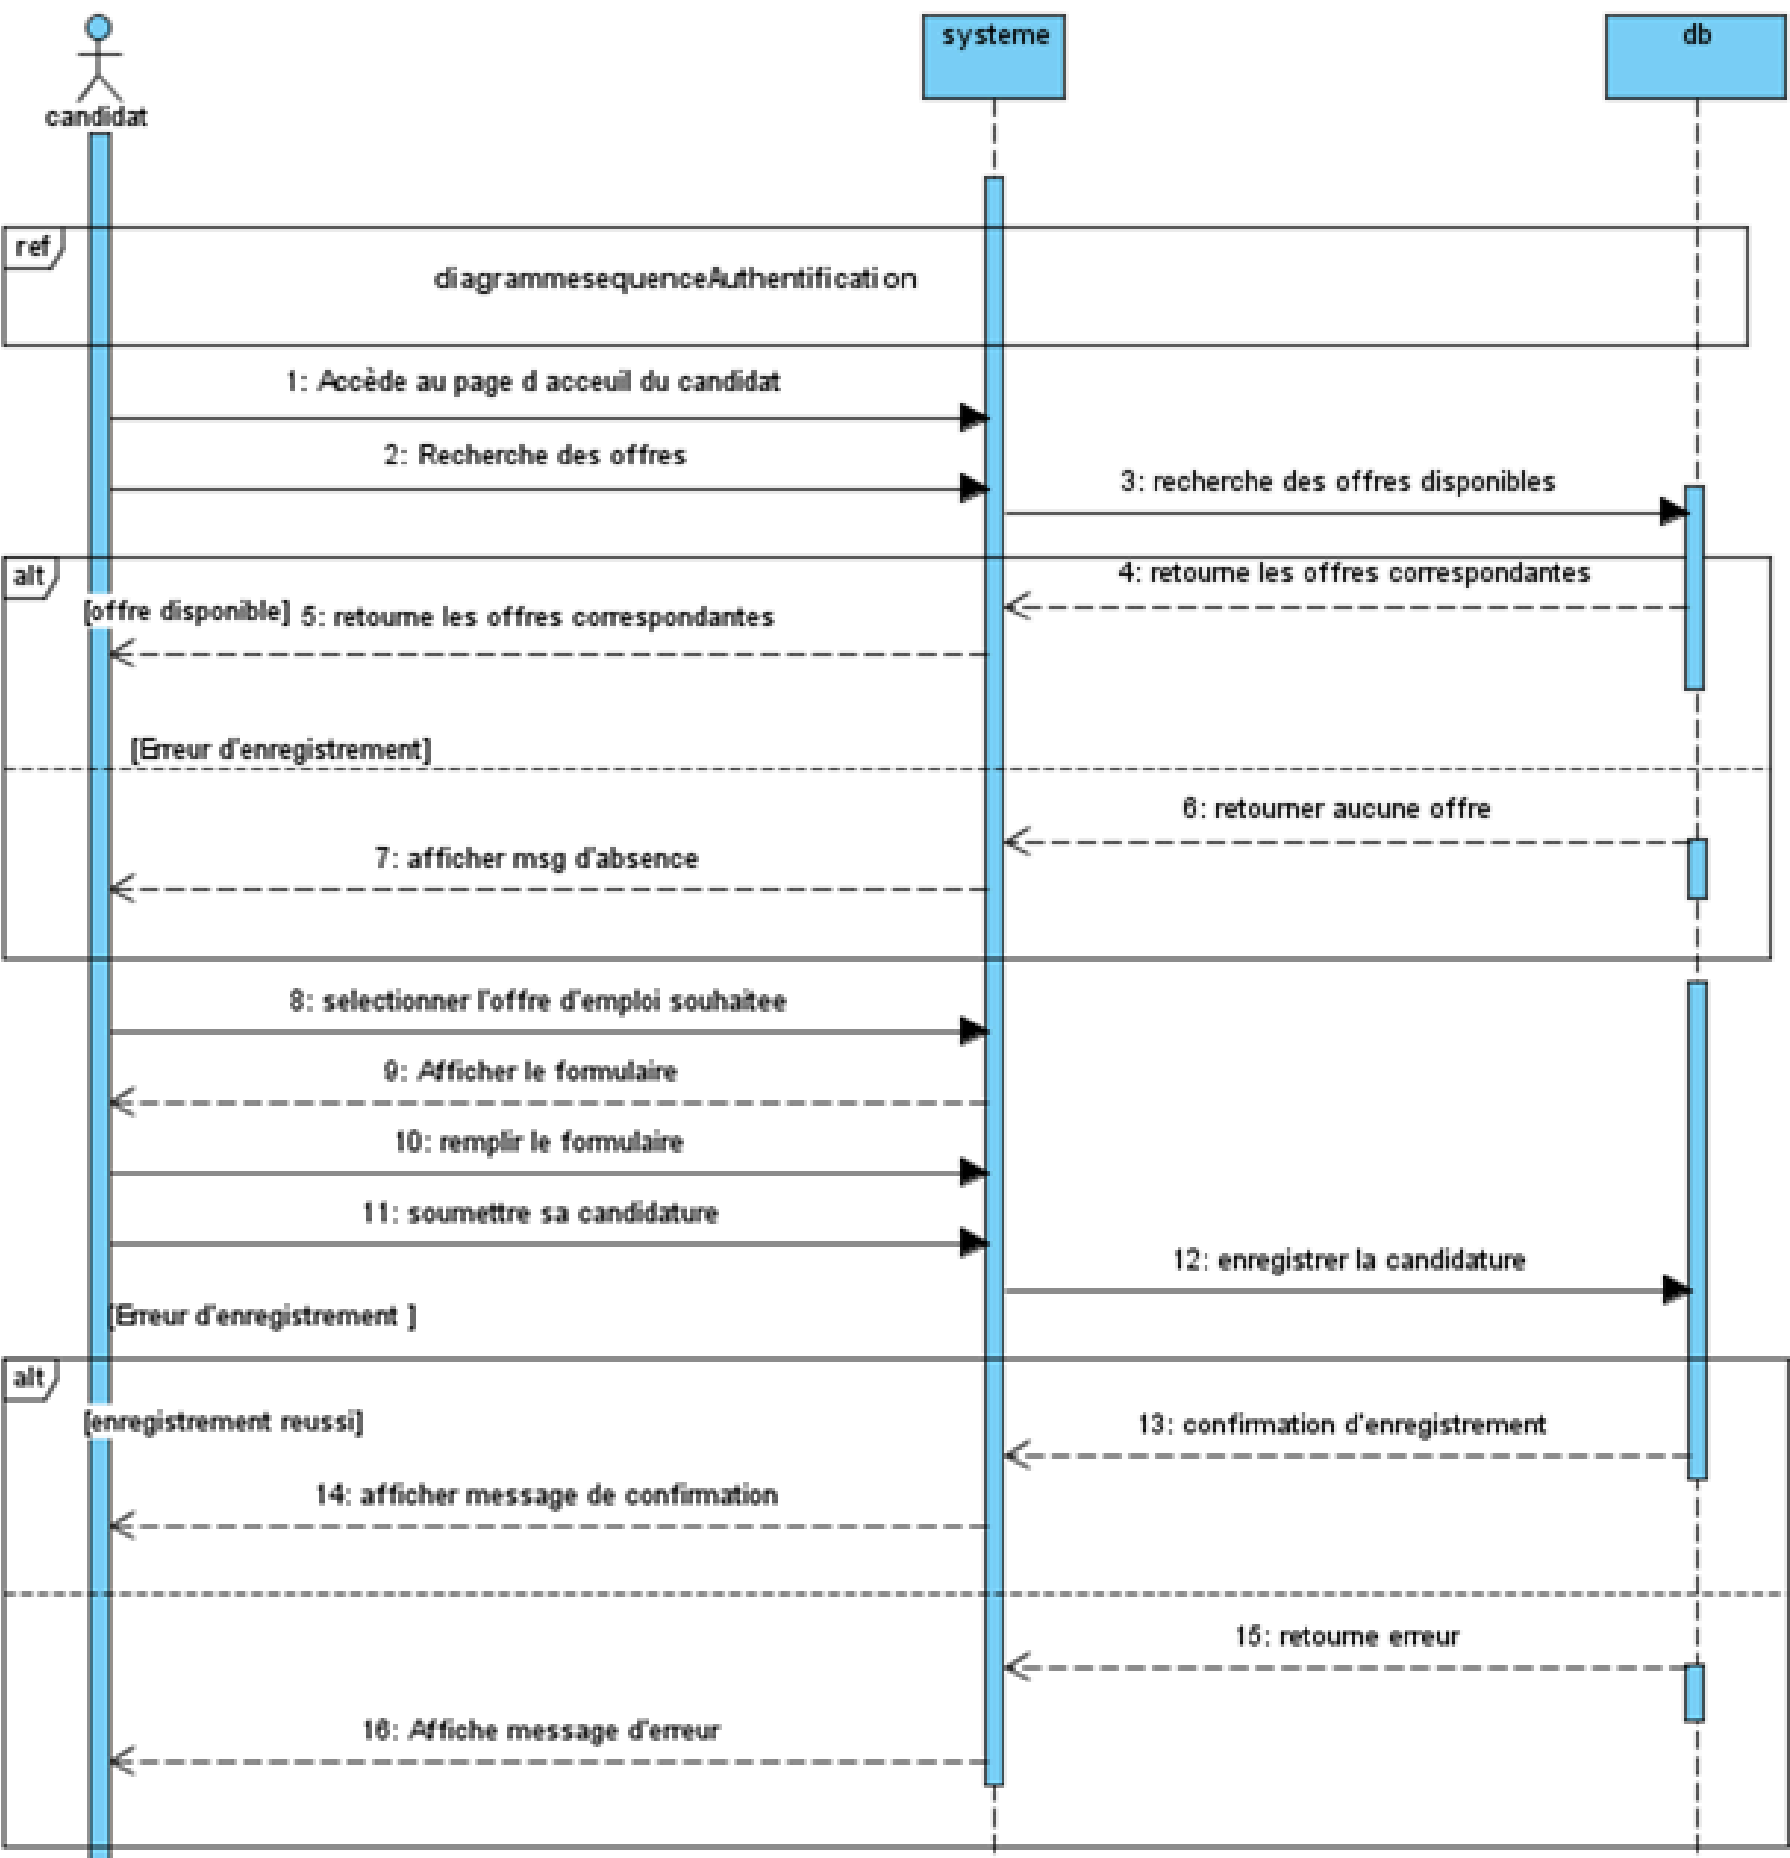 candidat
systeme
db
ref
diagrammesequenceAuthentification
1: Accède au page d acceuil du candidat
2: Recherche des offres
3: recherche des offres disponibles
alt
4: retourne les offres correspondantes
[offre disponible]
5: retourne les offres correspondantes
[Erreur d'enregistrement]
6: retourner aucune offre
7: afficher msg d'absence
8: selectionner l'offre d'emploi souhaitee
9: Afficher le formulaire
10: remplir le formulaire
11: soumettre sa candidature
12: enregistrer la candidature
[Erreur d'enregistrement ]
alt
[enregistrement reussi]
13: confirmation d'enregistrement
14: afficher message de confirmation
15: retourne erreur
16: Affiche message d'erreur